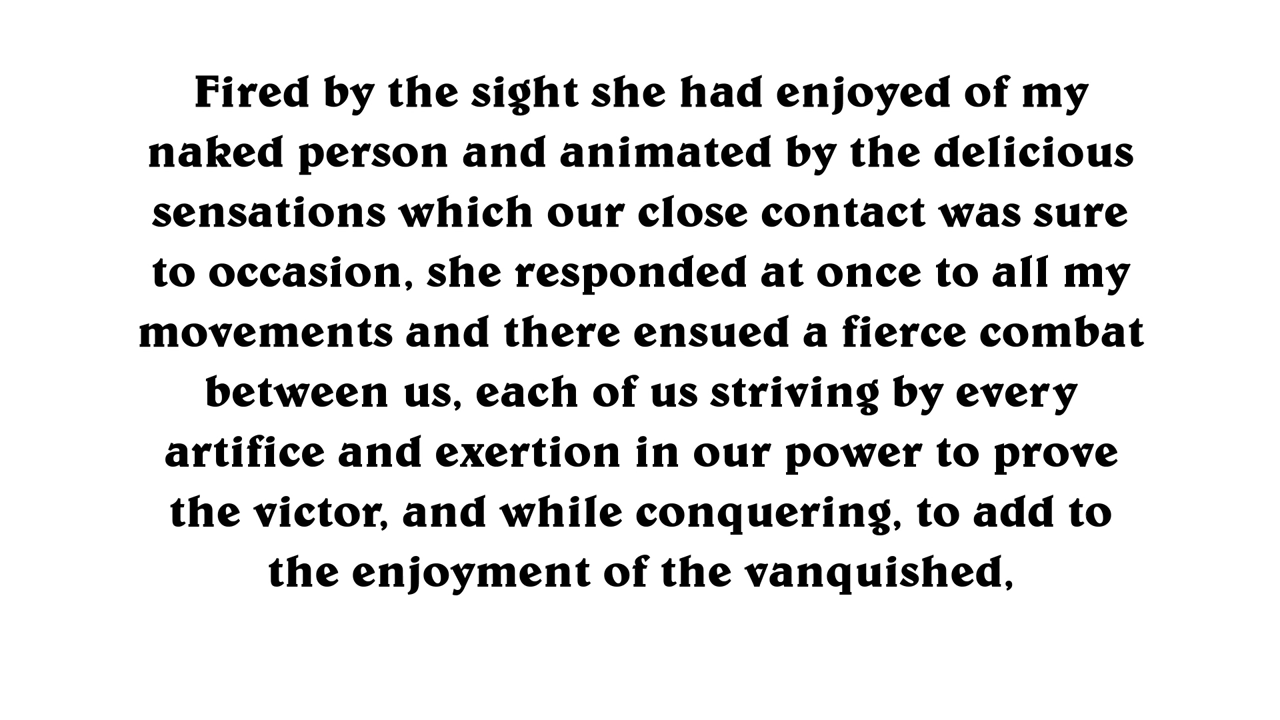 Fired by the sight she had enjoyed of my
naked person and animated by the delicious
sensations which our close contact was sure
to occasion, she responded at once to all my
movements and there ensued a fierce combat
between us, each of us striving by every
artifice and exertion in our power to prove
the victor, and while conquering, to add to
the enjoyment of the vanquished,